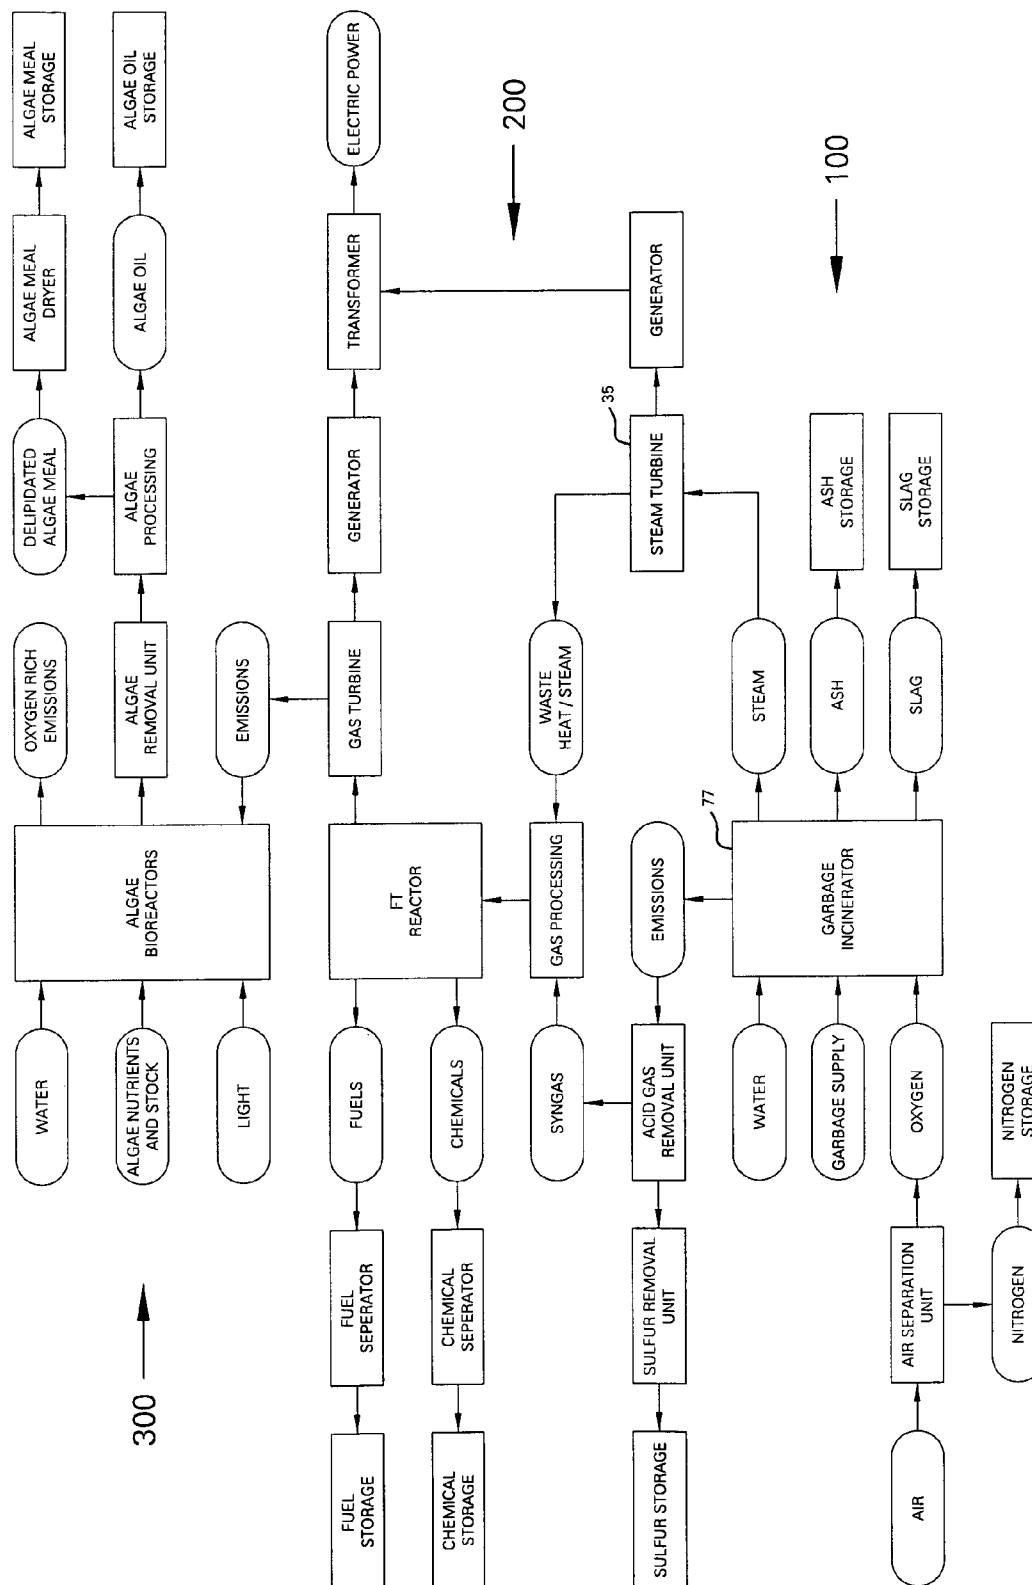 ALGAE MEAL
STORAGE
ALGAE OIL
STORAGE
ELECTRIC POWER
200
100
ALGAE MEAL
DRYER
ALGAE OIL
TRANSFORMER
GENERATOR
DELIPIDATED
ALGAE MEAL
ALGAE
PROCESSING
GENERATOR
35
STEAM TURBINE
ASH
STORAGE
SLAG
STORAGE
OXYGEN RICH
EMISSIONS
ALGAE
REMOVAL UNIT
EMISSIONS
GAS TURBINE
WASTE
HEAT / STEAM
STEAM
ASH
SLAG
ALGAE
BIOREACTORS
FT
REACTOR
GAS PROCESSING
EMISSIONS
77
GARBAGE
INCINERATOR
WATER
ALGAE NUTRIENTS
AND STOCK
LIGHT
FUELS
CHEMICALS
SYNGAS
ACID GAS
REMOVAL UNIT
WATER
GARBAGE SUPPLY
OXYGEN
NITROGEN
STORAGE
300
FUEL
SEPERATOR
CHEMICAL
SEPERATOR
SULFUR REMOVAL
UNIT
AIR SEPARATION
UNIT
NITROGEN
FUEL
STORAGE
CHEMICAL
STORAGE
SULFUR STORAGE
AIR